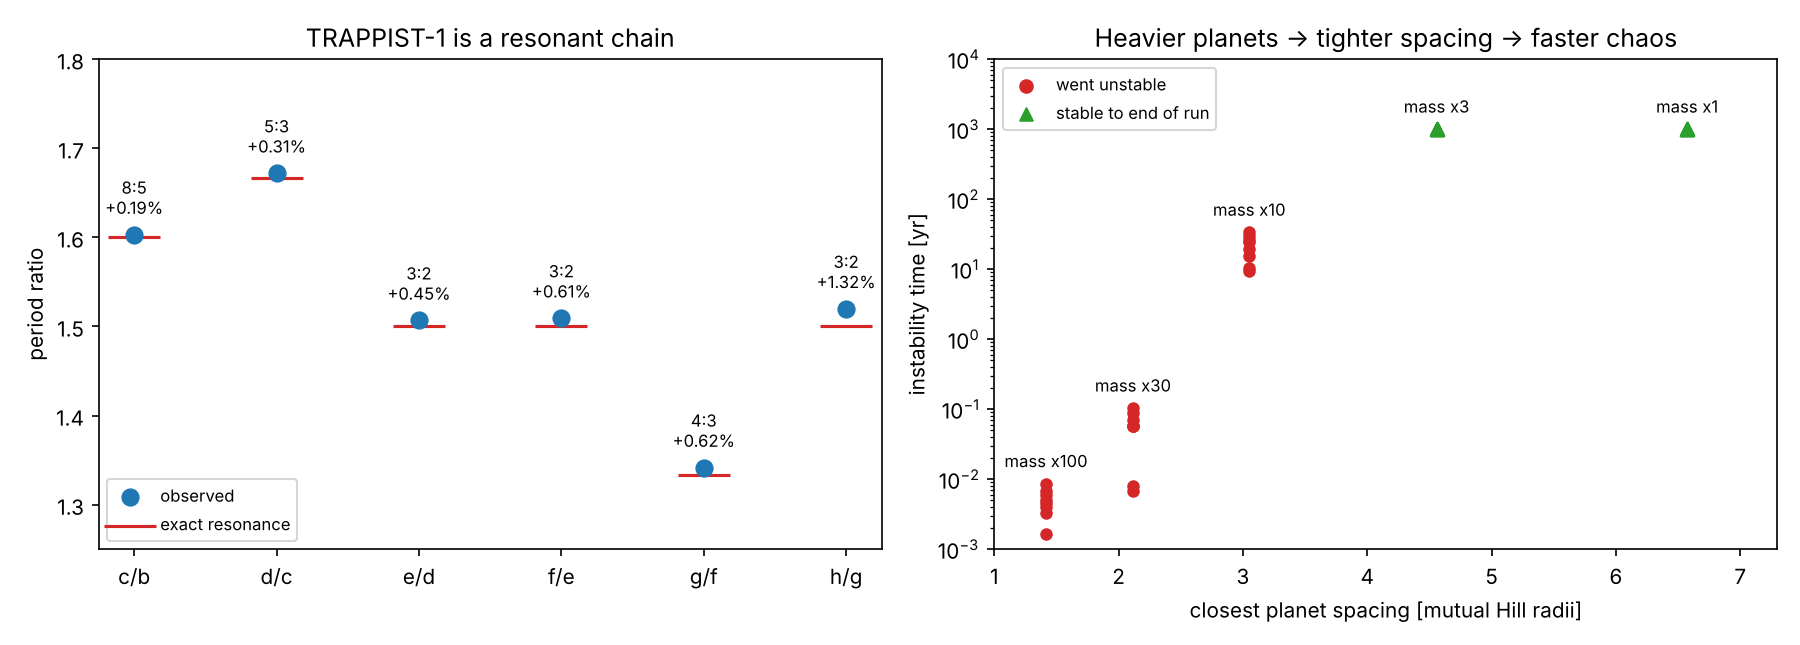 TRAPPIST-1 is a resonant chain
period ratio
1.8
1.7
1.6
1.5
1.4
1.3
8:5
+0.19%
5:3
+0.31%
3:2
+0.45%
3:2
+0.61%
4:3
+0.62%
3:2
+1.32%
observed
exact resonance
c/b
d/c
e/d
f/e
g/f
h/g
Heavier planets → tighter spacing → faster chaos
instability time [yr]
10⁴
10³
10²
10¹
10⁰
10⁻¹
10⁻²
10⁻³
went unstable
stable to end of run
mass x3
mass x1
mass x10
mass x30
mass x100
1
2
3
4
5
6
7
closest planet spacing [mutual Hill radii]